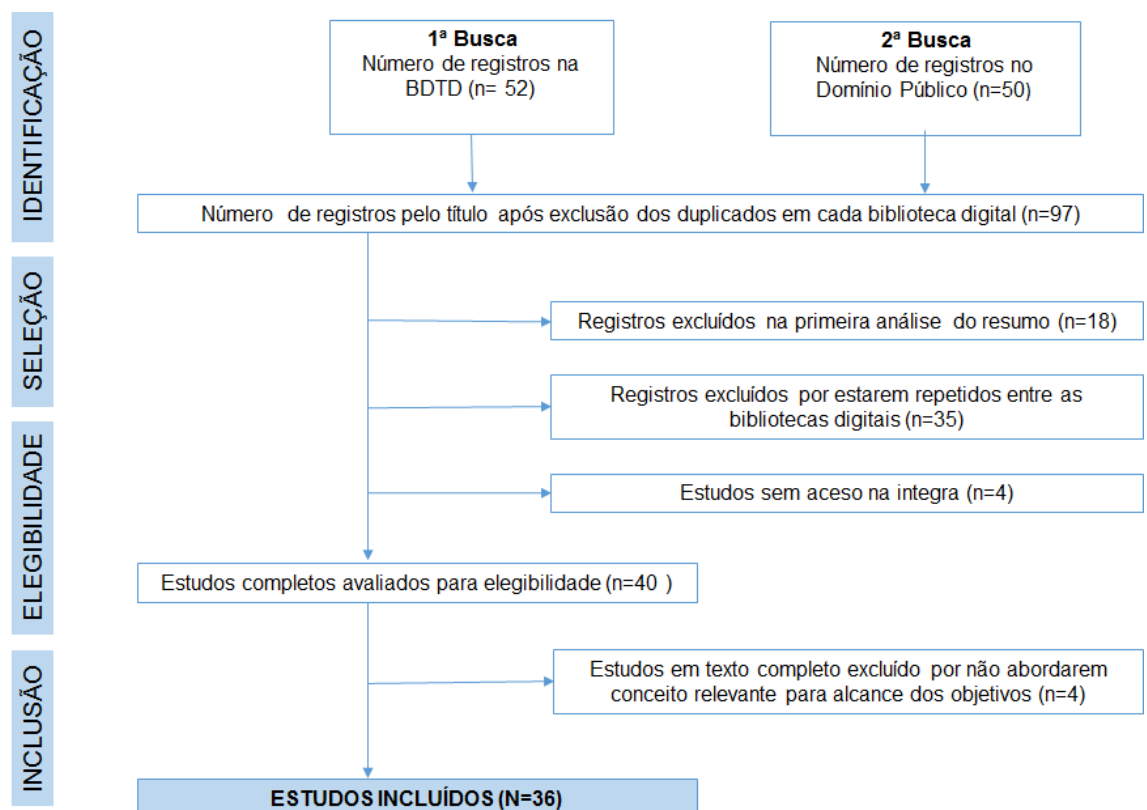 IDENTIFICAÇÃO
1ª Busca
Número de registros na
BDTD (n= 52)
2ª Busca
Número de registros no
Domínio Público (n=50)
Número de registros pelo título após exclusão dos duplicados em cada biblioteca digital (n=97)
SELEÇÃO
Registros excluídos na primeira análise do resumo (n=18)
Registros excluídos por estarem repetidos entre as
bibliotecas digitais (n=35)
ELEGIBILIDADE
Estudos sem aceso na integra (n=4)
Estudos completos avaliados para elegibilidade (n=40 )
INCLUSÃO
Estudos em texto completo excluído por não abordarem
conceito relevante para alcance dos objetivos (n=4)
ESTUDOS INCLUÍDOS (N=36)